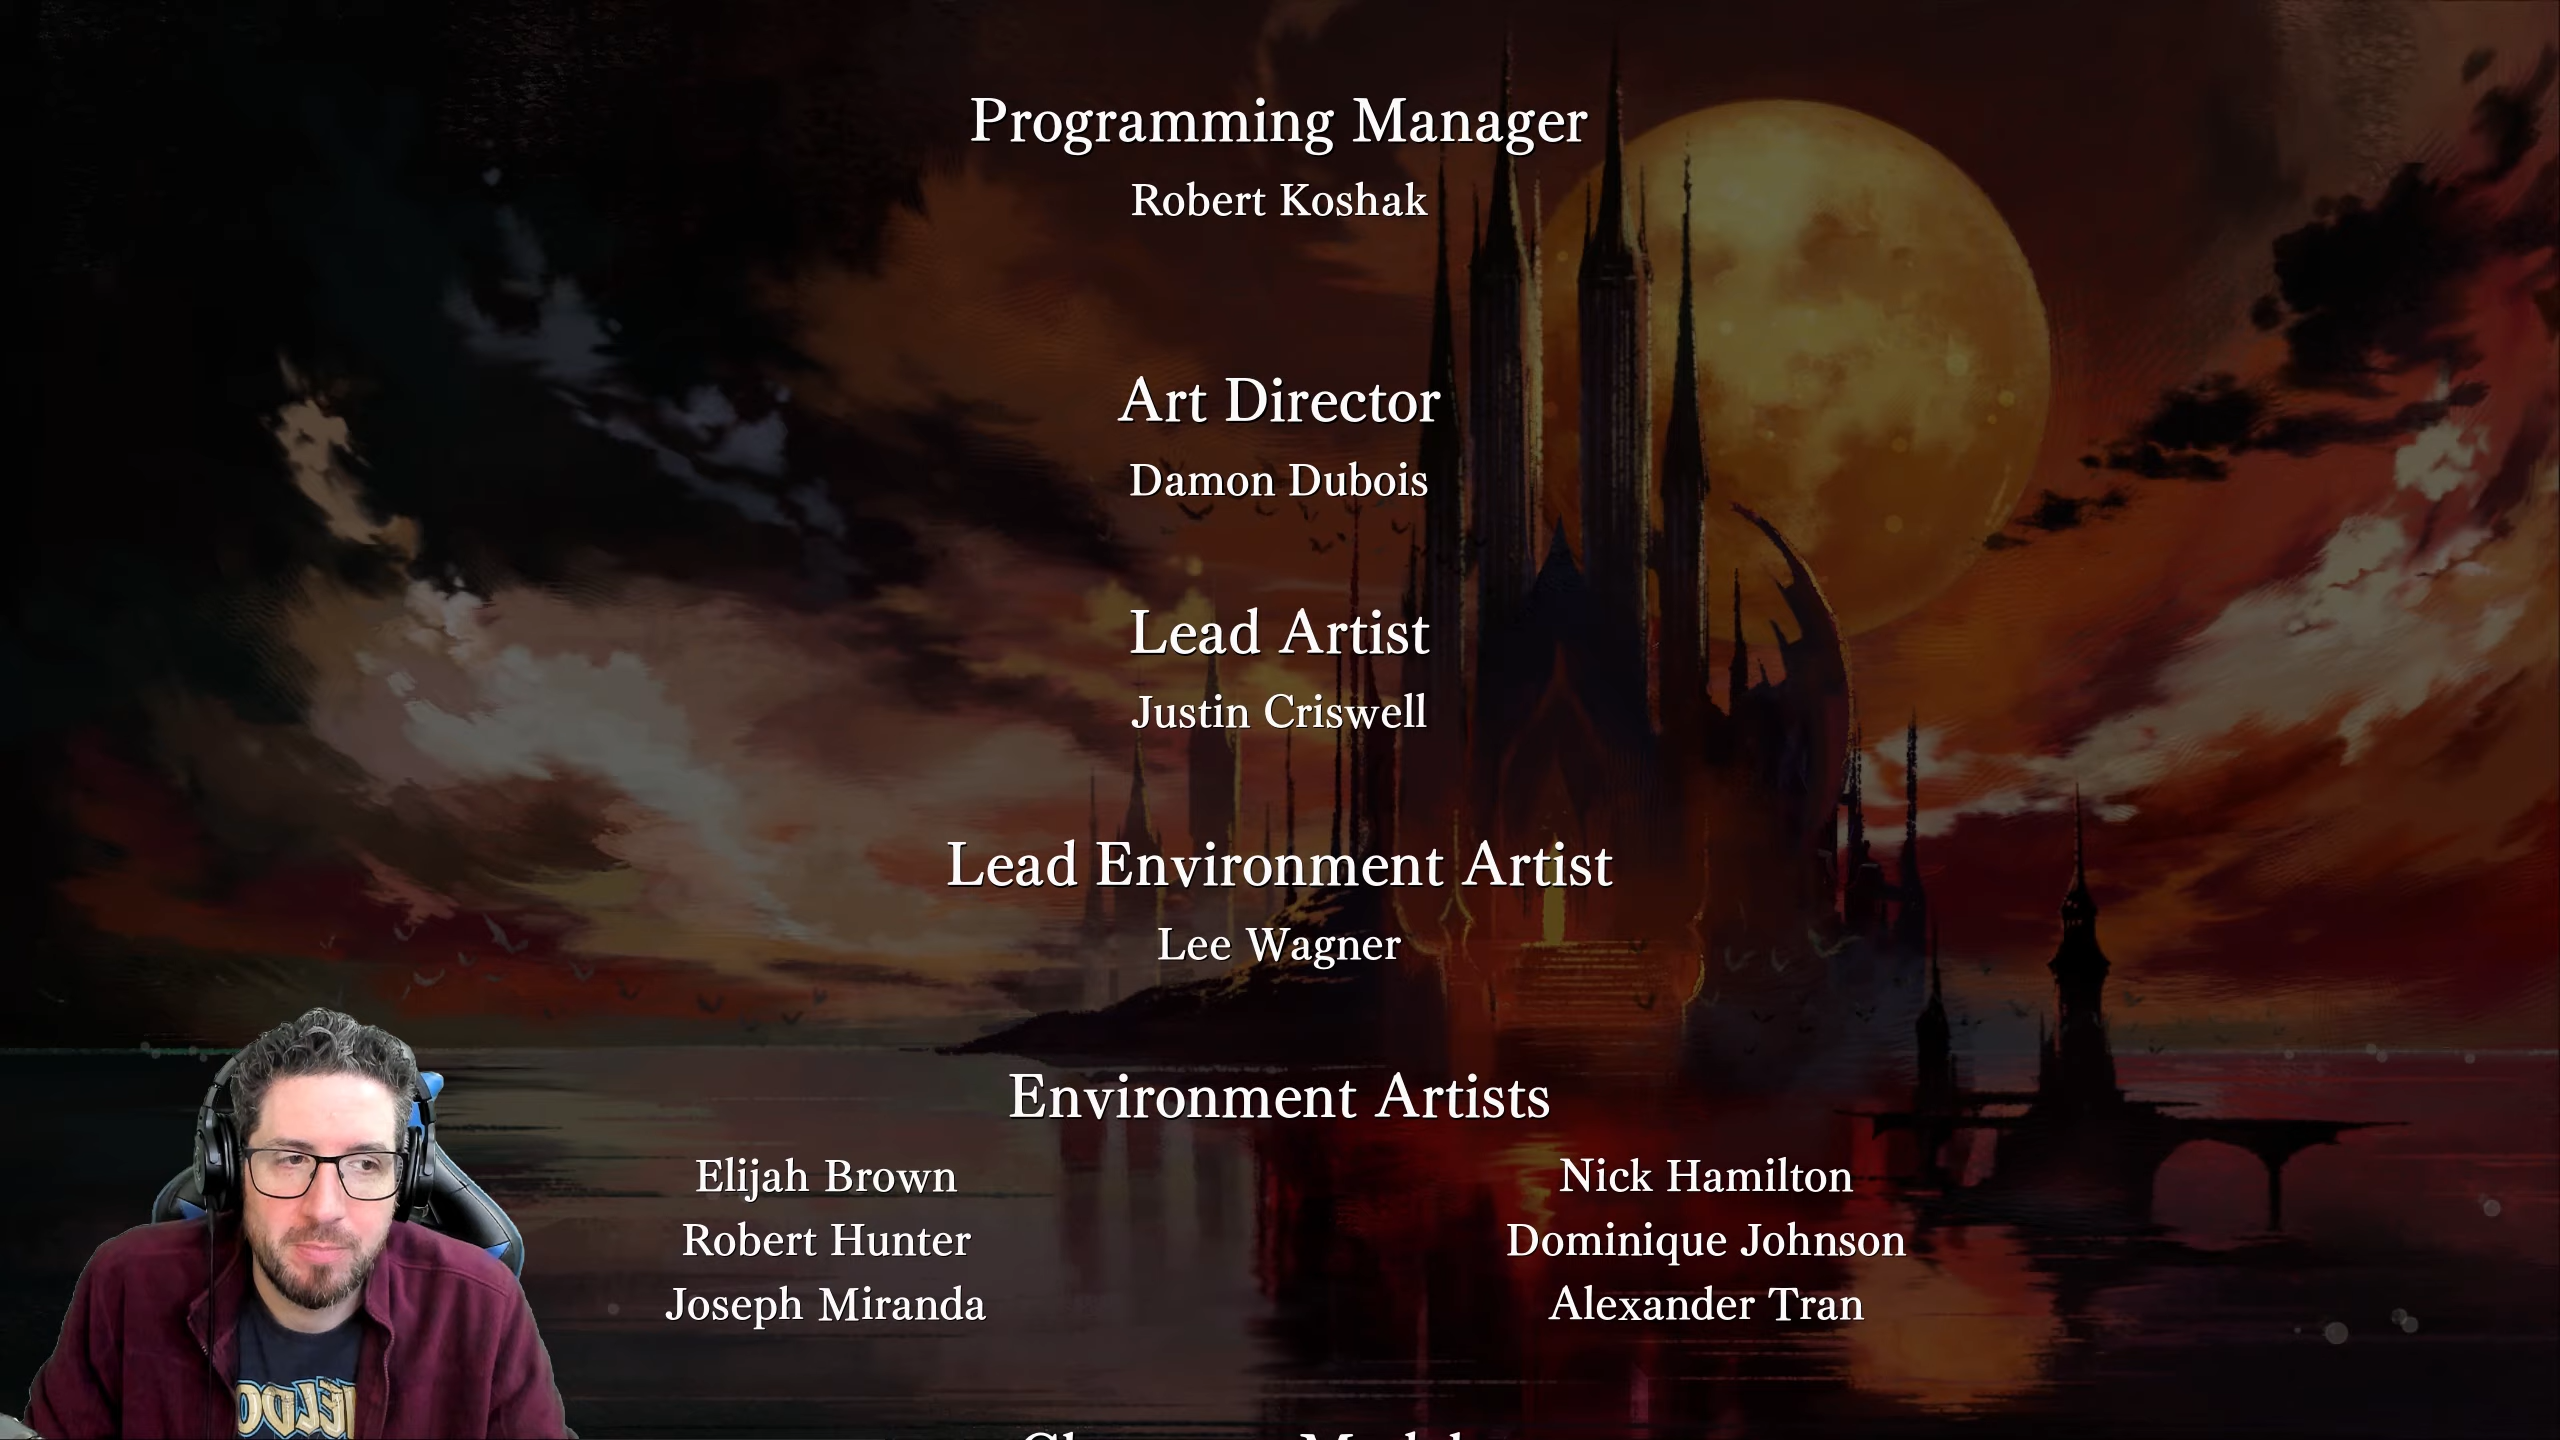 Programming Manager
Robert Koshak
Art Director
Damon Dubois
Lead Artist
Justin Criswell
Lead Environment Artist
Lee Wagner
Environment Artists
Elijah Brown
Nick Hamilton
Robert Hunter
Dominique Johnson
Joseph Miranda
Alexander Tran